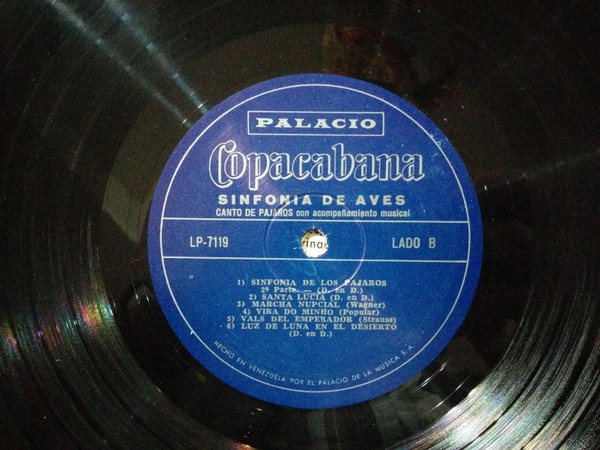 PALACIO
Copacabana
SINFONIA DE AVES
CANTO DE PAJAROS con acompañamiento musical
LP-7119
LADO B
1) SINFONIA DE LOS PAJAROS
2ª Parte. — (D. en D.)
2) SANTA LUCIA (D. en D.)
3) MARCHA NUPCIAL (Wagner)
4) VIRA DO MINHO (Popular)
5) VALS DEL EMPERADOR (Strauss)
6) LUZ DE LUNA EN EL DESIERTO
(D. en D.)
HECHO EN VENEZUELA POR EL PALACIO DE LA MUSICA S.A.